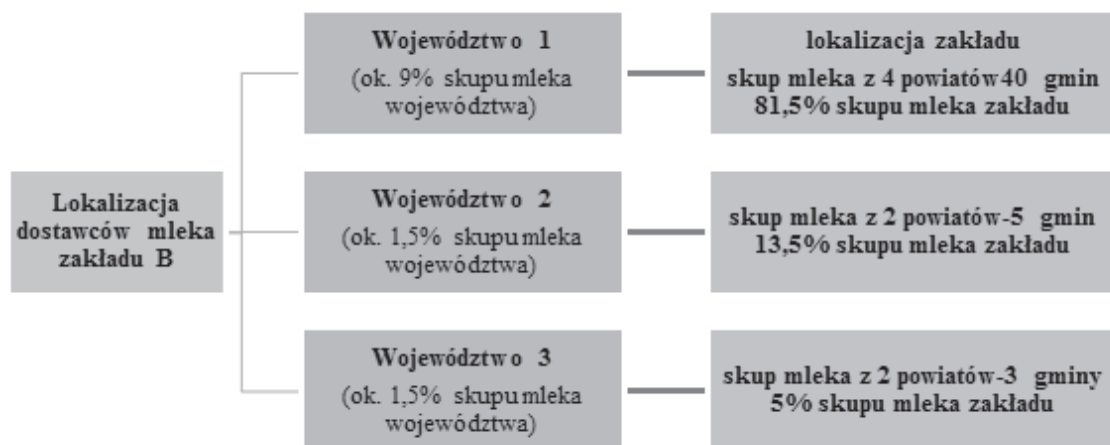 Lokalizacja
dostawców mleka
zakładu B
Województwo 1
(ok. 9% skupu mleka
województwa)
lokalizacja zakładu
skup mleka z 4 powiatów40 gmin
81,5% skupu mleka zakładu
Województwo 2
(ok. 1,5% skupu mleka
województwa)
skup mleka z 2 powiatów-5 gmin
13,5% skupu mleka zakładu
Województwo 3
(ok. 1,5% skupu mleka
województwa)
skup mleka z 2 powiatów-3 gminy
5% skupu mleka zakładu